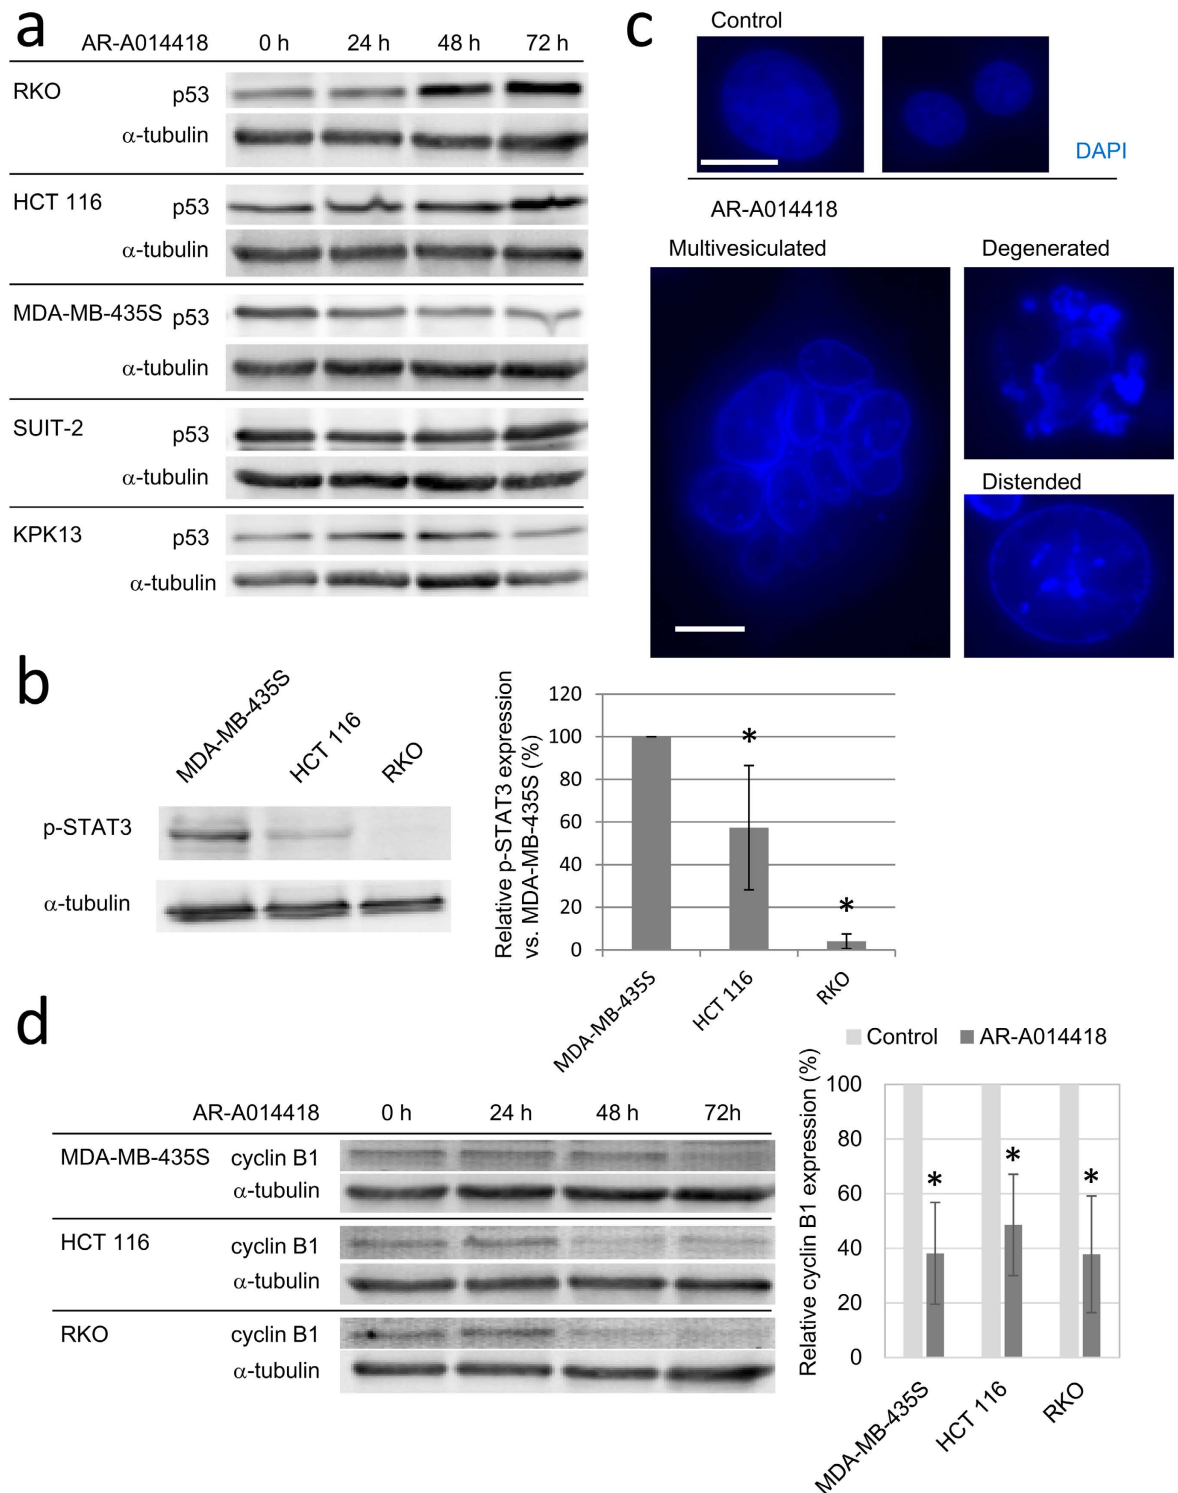 a
AR-A014418 0 h 24 h 48 h 72 h
RKO p53
α-tubulin
HCT 116 p53
α-tubulin
MDA-MB-435S p53
α-tubulin
SUIT-2 p53
α-tubulin
KPK13 p53
α-tubulin
c
Control
DAPI
AR-A014418
Multivesiculated
Degenerated
Distended
b
MDA-MB-435S HCT 116 RKO
p-STAT3
α-tubulin
Relative p-STAT3 expression
vs. MDA-MB-435S (%)
120
100
80
60
40
20
0
* *
MDA-MB-435S HCT 116 RKO
d
AR-A014418 0 h 24 h 48 h 72h
MDA-MB-435S cyclin B1
α-tubulin
HCT 116 cyclin B1
α-tubulin
RKO cyclin B1
α-tubulin
Control AR-A014418
Relative cyclin B1 expression (%)
100
80
60
40
20
0
* * *
MDA-MB-435S HCT 116 RKO